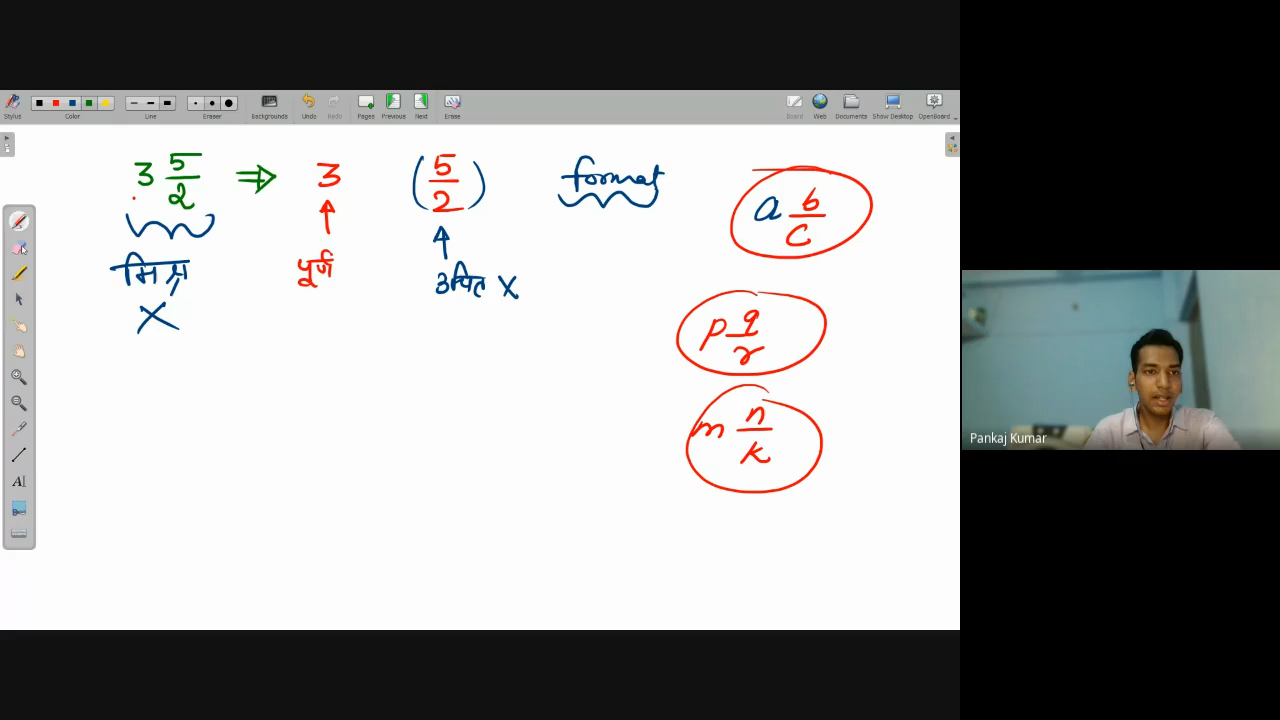 Stylus
Color
Line
Eraser
Backgrounds
Undo
Redo
Pages
Previous
Next
Erase
Board
Web
Documents
Show Desktop
OpenBoard
3 5/2 ⇒ 3 (5/2) format
a b/c
मिश्र
X
पूर्ण
उचित X
p q/r
m n/k
Pankaj Kumar